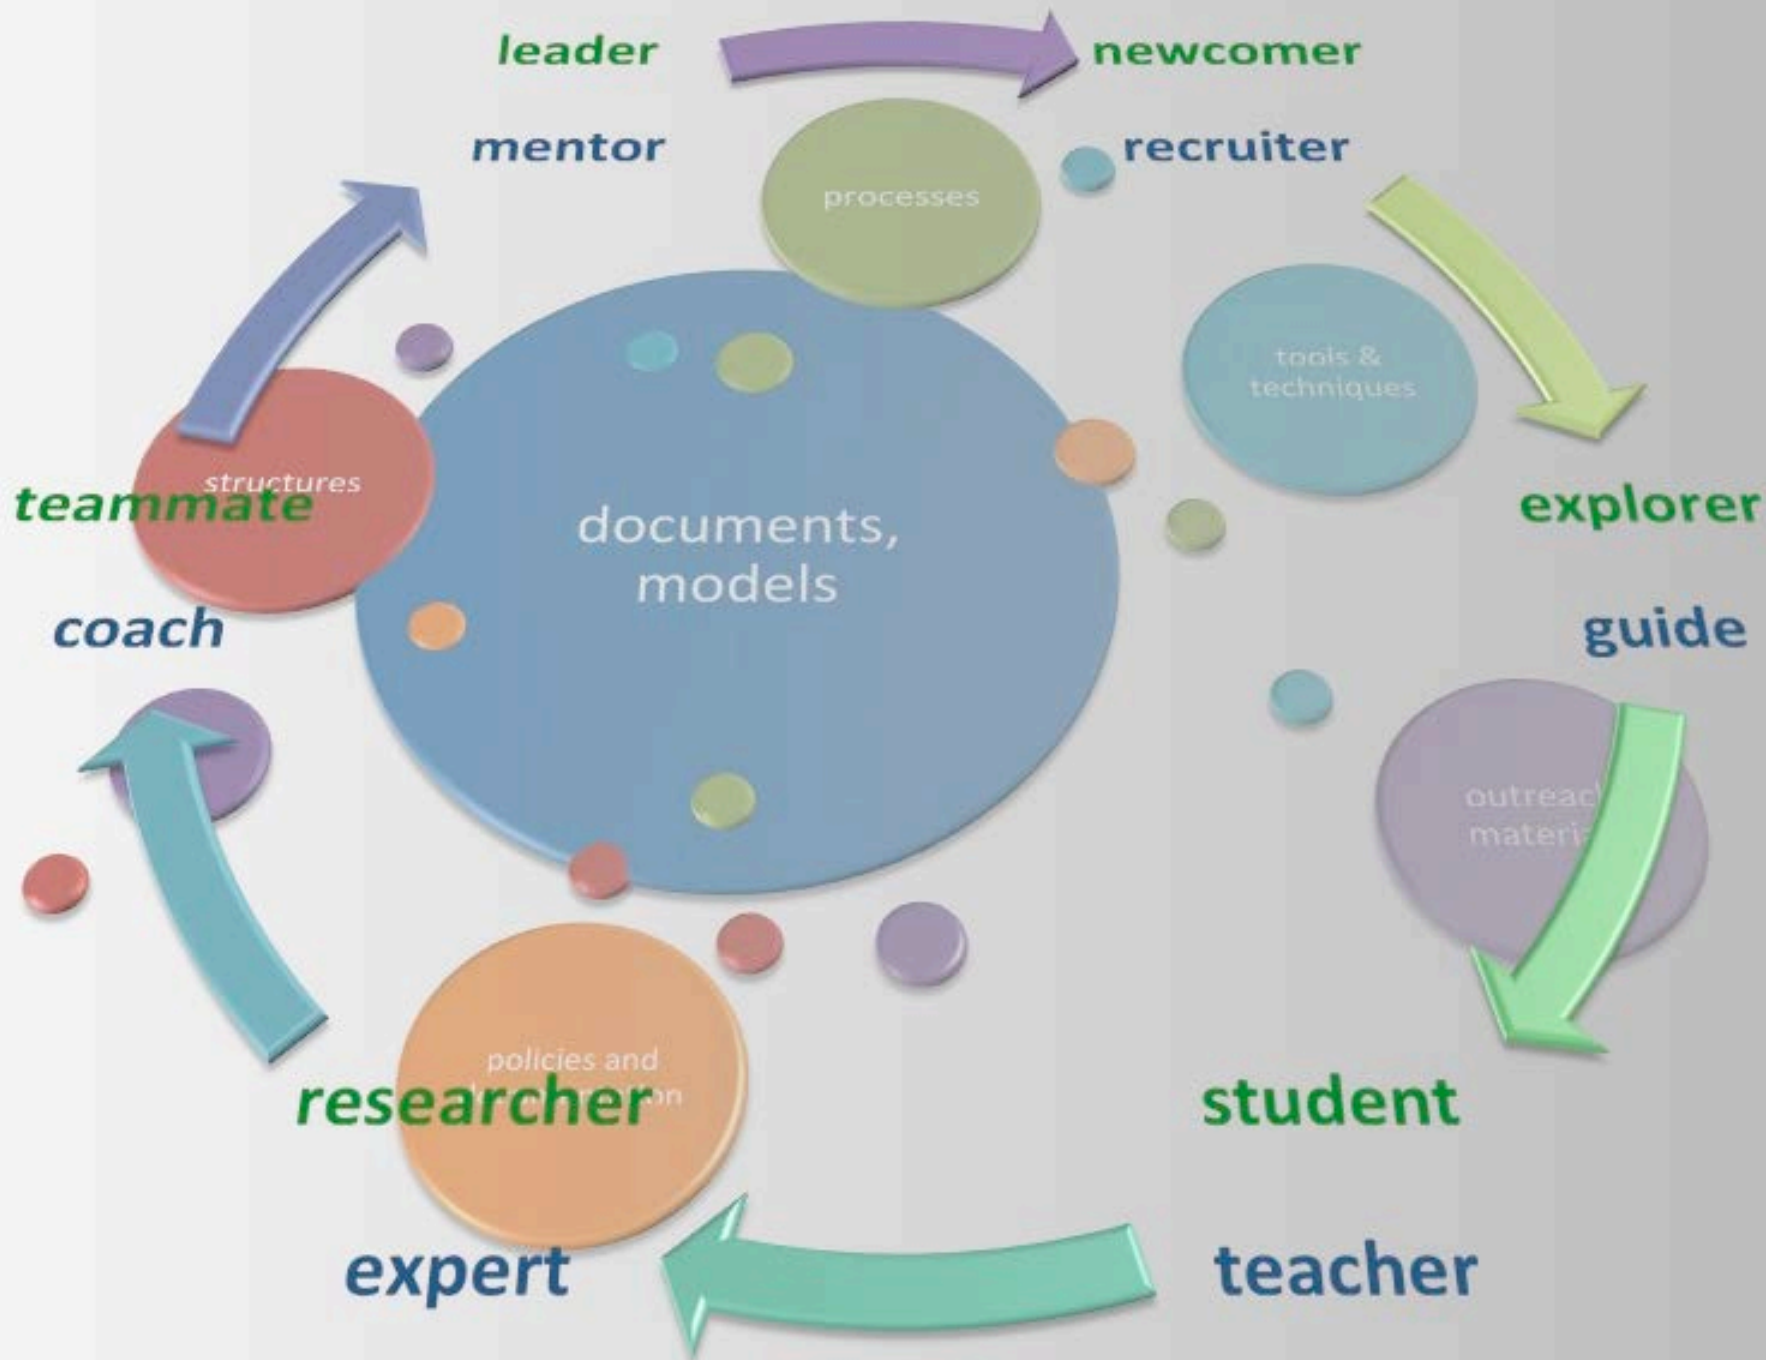 leader
newcomer
mentor
recruiter
processes
tools &
techniques
structures
teammate
explorer
documents,
models
coach
guide
policies and
researcher
student
expert
teacher